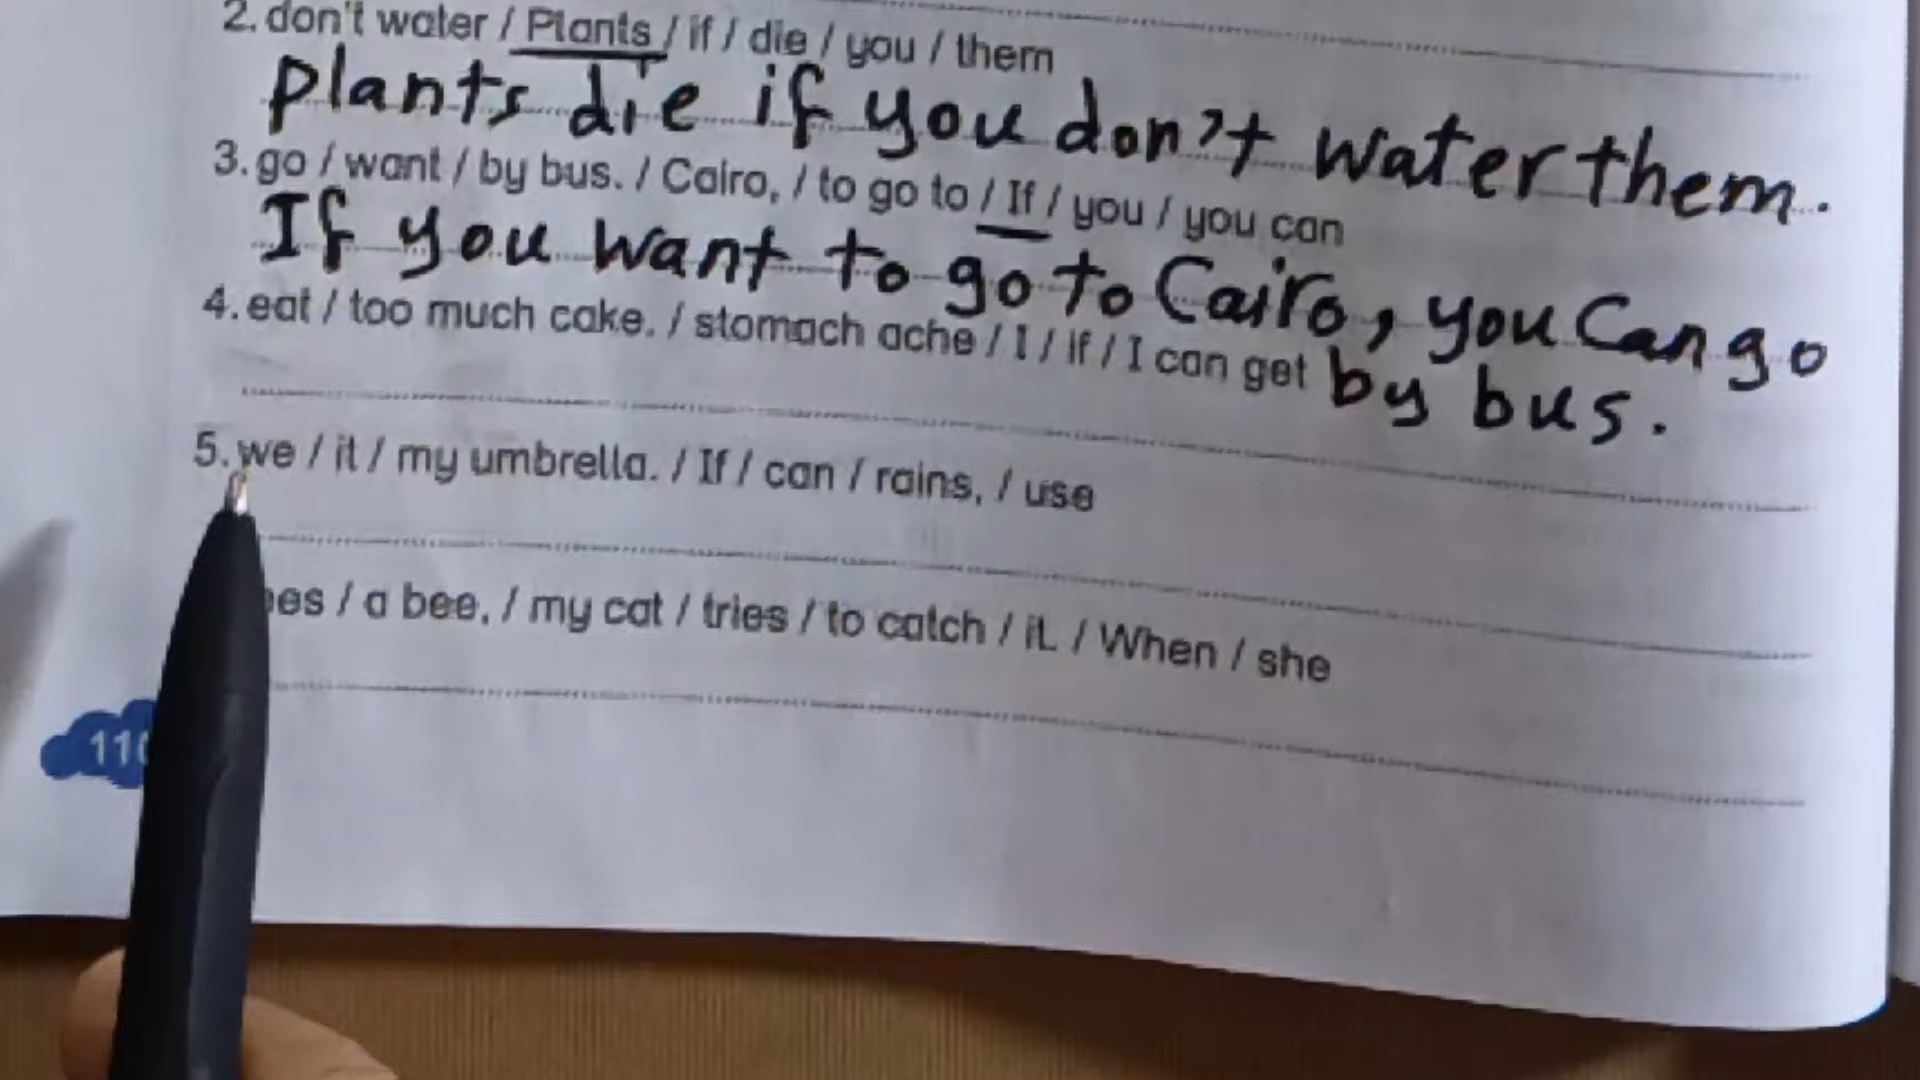 2. don't water / Plants / if / die / you / them
Plants die if you don't water them.
3. go / want / by bus. / Cairo, / to go to / If / you / you can
If you want to go to Cairo, you can go
by bus.
4. eat / too much cake. / stomach ache / I / if / I can get
5. we / it / my umbrella. / If / can / rains, / use
/ a bee, / my cat / tries / to catch / it. / When / she